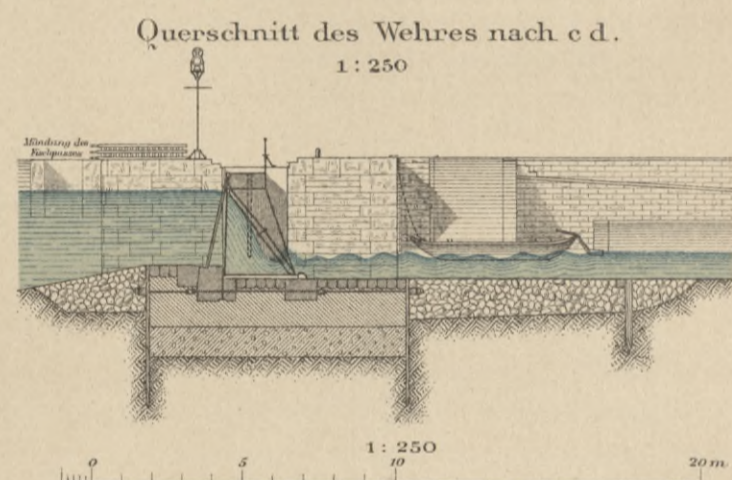 Querschnitt des Wehres nach c d.
1 : 250
Mündung des
Fischpasses
1 : 250
0 5 10 20 m